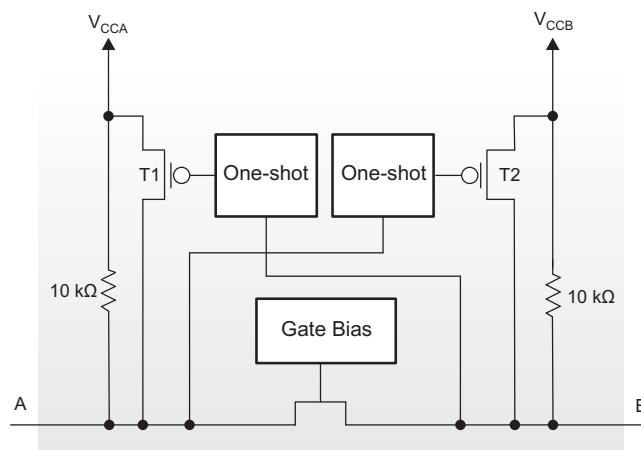 V_CCA
V_CCB
T1
One-shot
One-shot
T2
10 kΩ
10 kΩ
Gate Bias
A